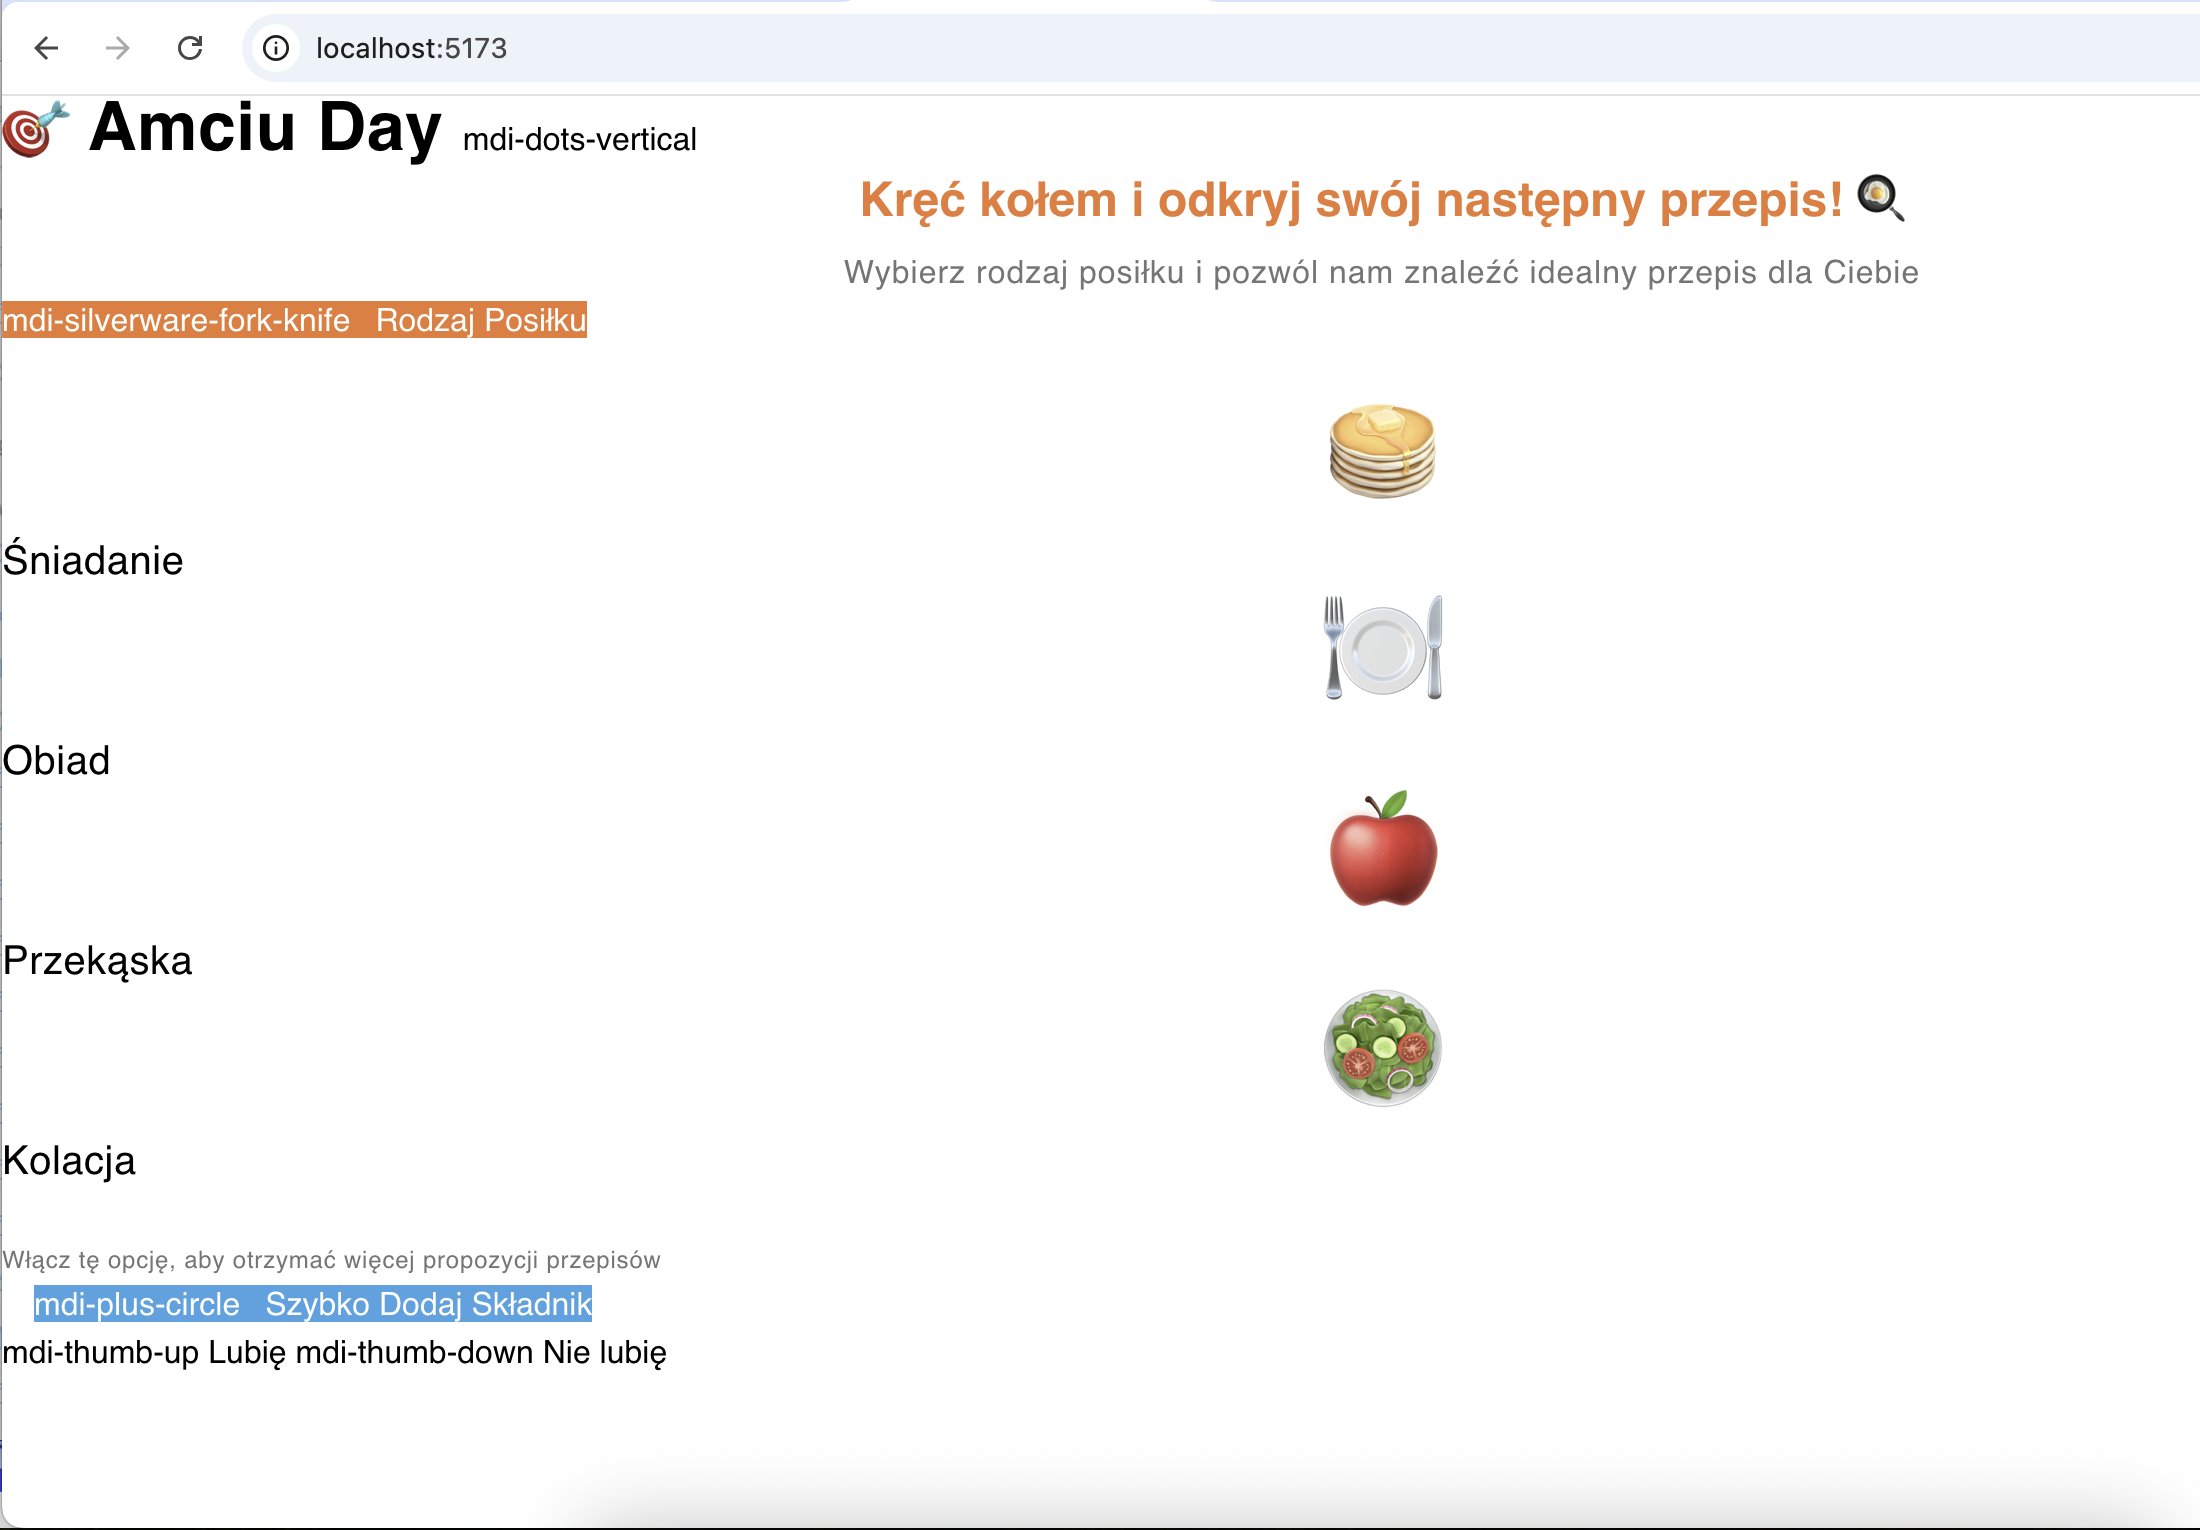 localhost:5173
🎯 Amciu Day mdi-dots-vertical
Kręć kołem i odkryj swój następny przepis! 🍳
Wybierz rodzaj posiłku i pozwól nam znaleźć idealny przepis dla Ciebie
mdi-silverware-fork-knife Rodzaj Posiłku
Śniadanie
Obiad
Przekąska
Kolacja
Włącz tę opcję, aby otrzymać więcej propozycji przepisów
mdi-plus-circle Szybko Dodaj Składnik
mdi-thumb-up Lubię mdi-thumb-down Nie lubię